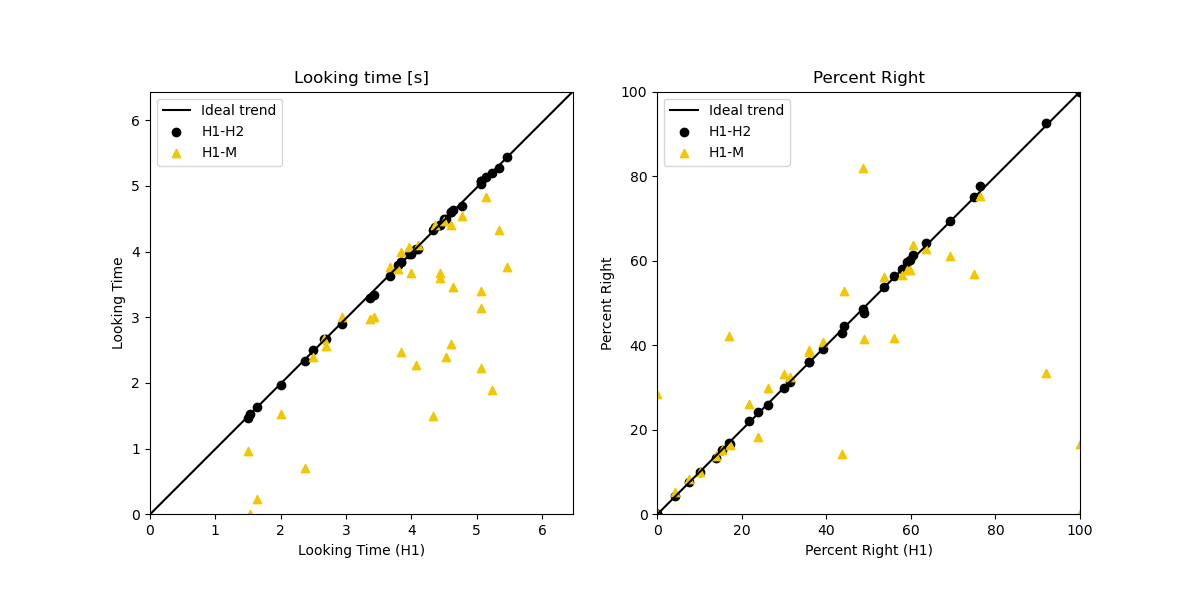 Looking time [s]
Ideal trend
H1-H2
H1-M
Looking Time
6
5
4
3
2
1
0
0 1 2 3 4 5 6
Looking Time (H1)
Percent Right
Ideal trend
H1-H2
H1-M
Percent Right
100
80
60
40
20
0
0 20 40 60 80 100
Percent Right (H1)